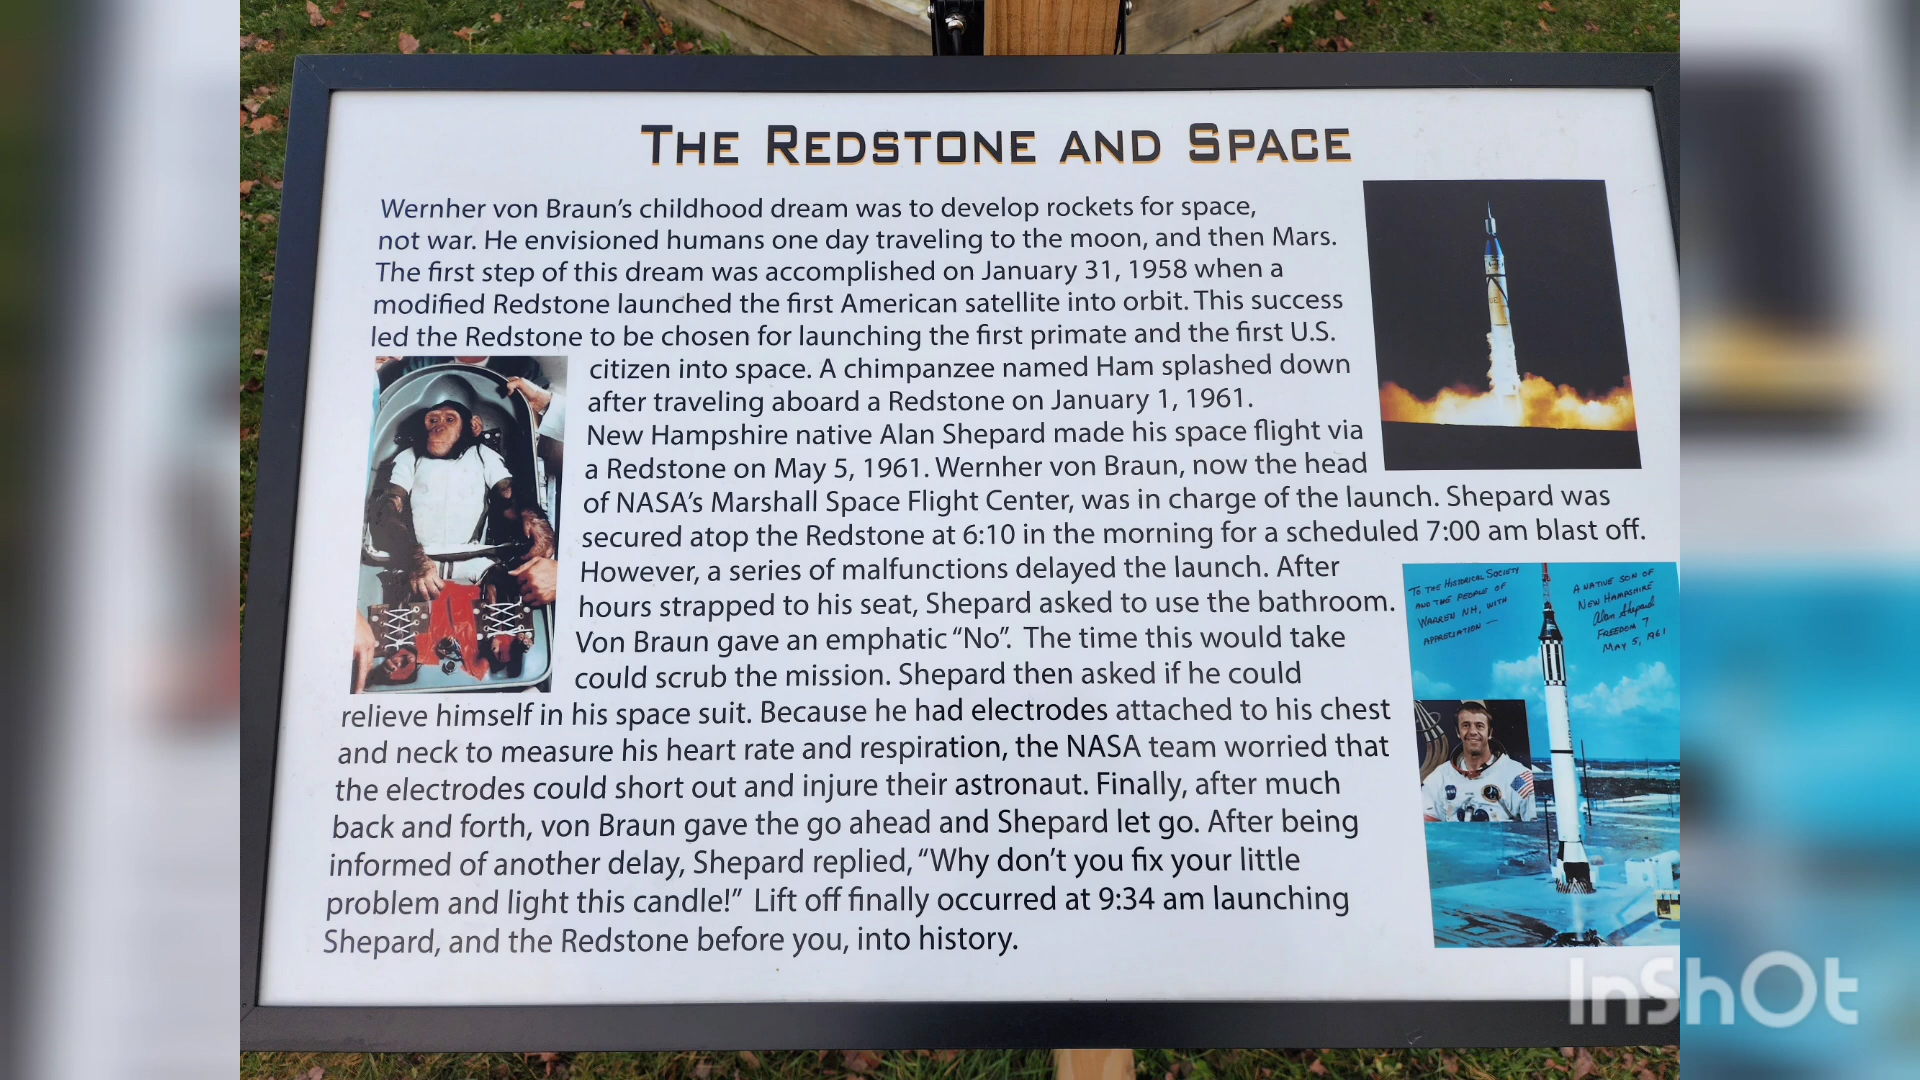 THE REDSTONE AND SPACE
Wernher von Braun's childhood dream was to develop rockets for space,
not war. He envisioned humans one day traveling to the moon, and then Mars.
The first step of this dream was accomplished on January 31, 1958 when a
modified Redstone launched the first American satellite into orbit. This success
led the Redstone to be chosen for launching the first primate and the first U.S.
citizen into space. A chimpanzee named Ham splashed down
after traveling aboard a Redstone on January 1, 1961.
New Hampshire native Alan Shepard made his space flight via
a Redstone on May 5, 1961. Wernher von Braun, now the head
of NASA's Marshall Space Flight Center, was in charge of the launch. Shepard was
secured atop the Redstone at 6:10 in the morning for a scheduled 7:00 am blast off.
However, a series of malfunctions delayed the launch. After
hours strapped to his seat, Shepard asked to use the bathroom.
Von Braun gave an emphatic "No". The time this would take
could scrub the mission. Shepard then asked if he could
relieve himself in his space suit. Because he had electrodes attached to his chest
and neck to measure his heart rate and respiration, the NASA team worried that
the electrodes could short out and injure their astronaut. Finally, after much
back and forth, von Braun gave the go ahead and Shepard let go. After being
informed of another delay, Shepard replied, "Why don't you fix your little
problem and light this candle!" Lift off finally occurred at 9:34 am launching
Shepard, and the Redstone before you, into history.
TO THE HISTORICAL SOCIETY
AND THE PEOPLE OF
WARREN NH, WITH
APPRECIATION —
A NATIVE SON OF
NEW HAMPSHIRE
Alan Shepard
FREEDOM 7
MAY 5, 1961
InShOt